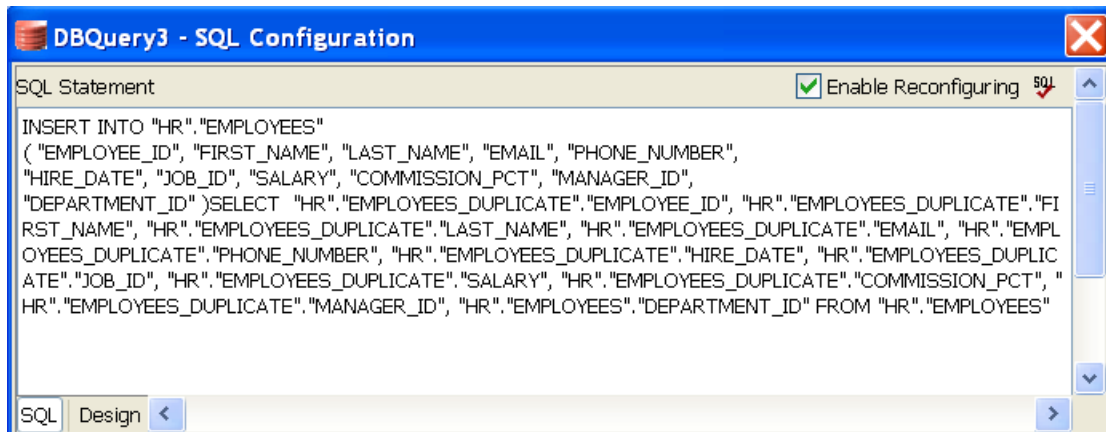 DBQuery3 - SQL Configuration
SQL Statement Enable Reconfiguring SQL
INSERT INTO "HR"."EMPLOYEES"
( "EMPLOYEE_ID", "FIRST_NAME", "LAST_NAME", "EMAIL", "PHONE_NUMBER",
"HIRE_DATE", "JOB_ID", "SALARY", "COMMISSION_PCT", "MANAGER_ID",
"DEPARTMENT_ID" )SELECT  "HR"."EMPLOYEES_DUPLICATE"."EMPLOYEE_ID", "HR"."EMPLOYEES_DUPLICATE"."FI
RST_NAME", "HR"."EMPLOYEES_DUPLICATE"."LAST_NAME", "HR"."EMPLOYEES_DUPLICATE"."EMAIL", "HR"."EMPL
OYEES_DUPLICATE"."PHONE_NUMBER", "HR"."EMPLOYEES_DUPLICATE"."HIRE_DATE", "HR"."EMPLOYEES_DUPLIC
ATE"."JOB_ID", "HR"."EMPLOYEES_DUPLICATE"."SALARY", "HR"."EMPLOYEES_DUPLICATE"."COMMISSION_PCT", "
HR"."EMPLOYEES_DUPLICATE"."MANAGER_ID", "HR"."EMPLOYEES"."DEPARTMENT_ID" FROM "HR"."EMPLOYEES"
SQL Design